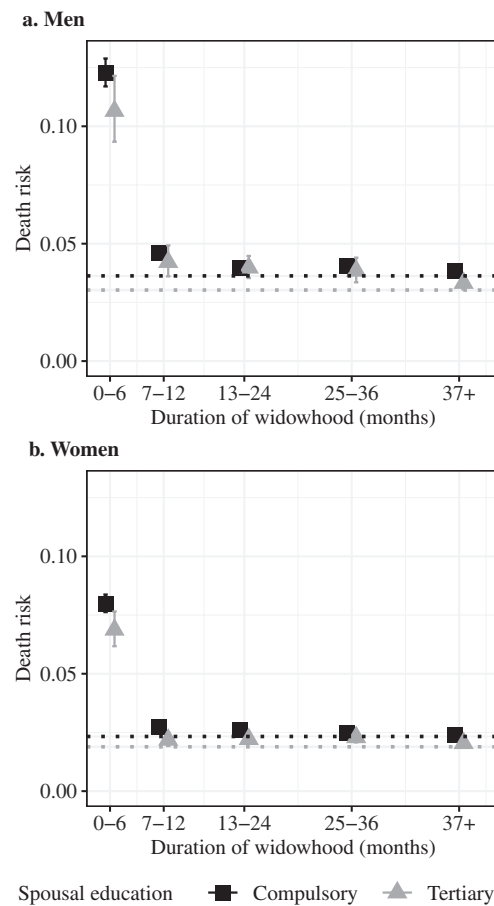 a. Men
Death risk
0.10
0.05
0.00
0–6 7–12 13–24 25–36 37+
Duration of widowhood (months)
b. Women
Death risk
0.10
0.05
0.00
0–6 7–12 13–24 25–36 37+
Duration of widowhood (months)
Spousal education Compulsory Tertiary